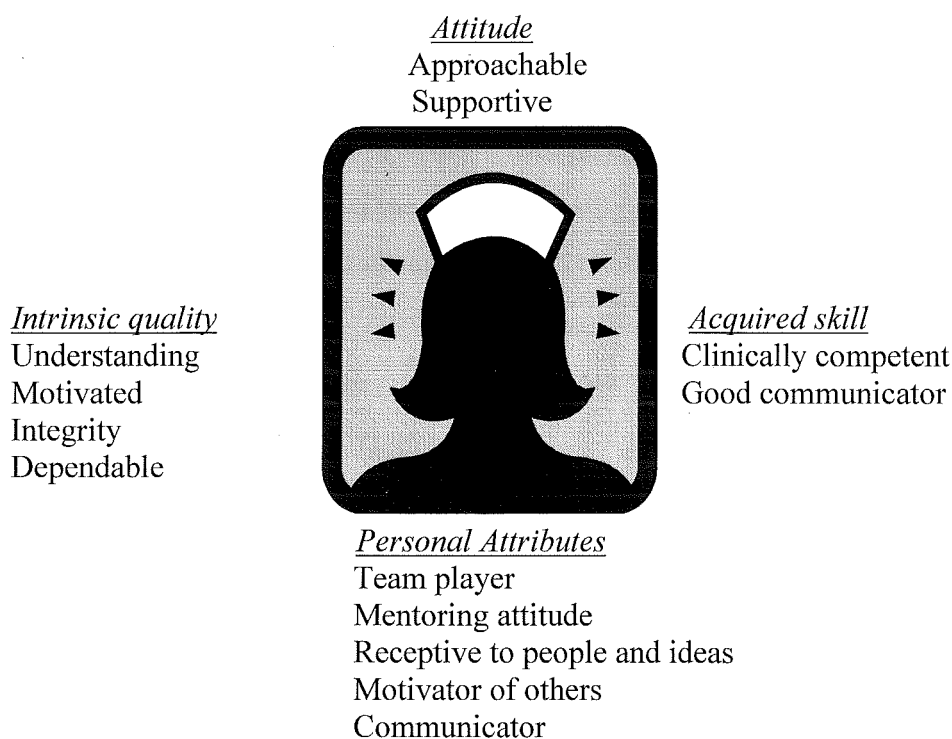 Attitude
Approachable
Supportive
Intrinsic quality
Understanding
Motivated
Integrity
Dependable
Acquired skill
Clinically competent
Good communicator
Personal Attributes
Team player
Mentoring attitude
Receptive to people and ideas
Motivator of others
Communicator